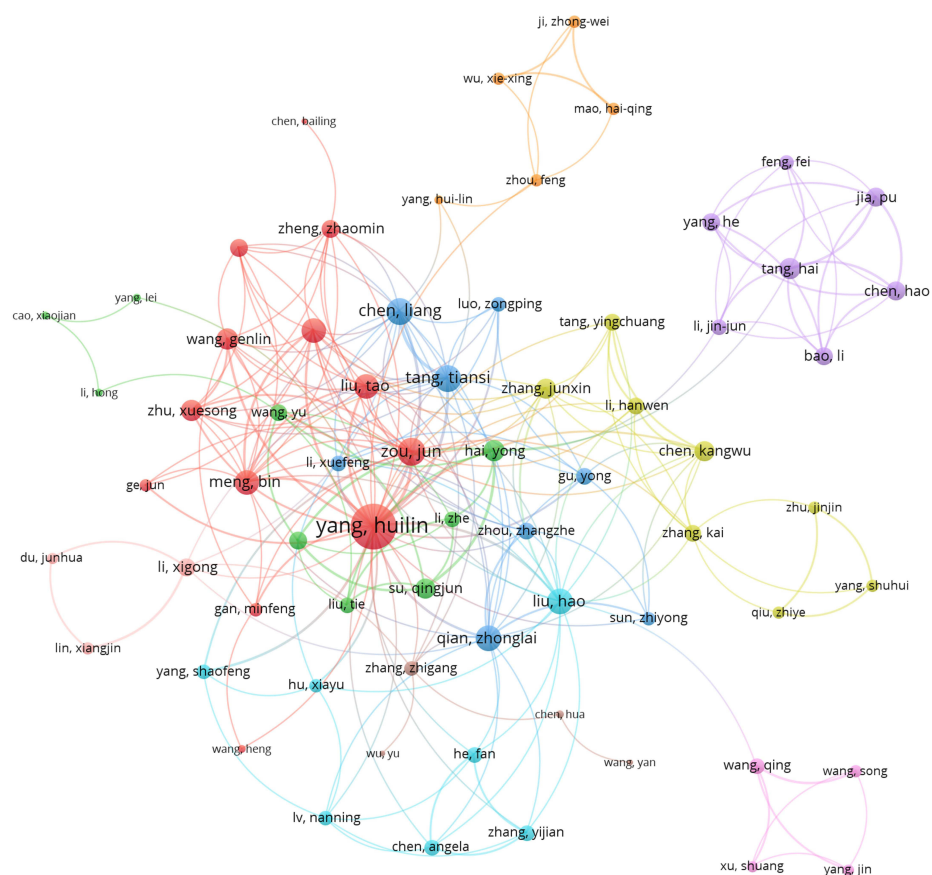 ji, zhong-wei
wu, xie-xing
mao, hai-qing
chen, bailing
feng, fei
zhou, feng
jia, pu
yang, hui-lin
yang, he
zheng, zhaomin
tang, hai
chen, hao
yang, lei
luo, zongping
cao, xiaojian
chen, liang
tang, yingchuang
li, jin-jun
wang, genlin
bao, li
tang, tiansi
liu, tao
zhang, junxin
li, hong
li, hanwen
zhu, xuesong
wang, yu
zou, jun
hai, yong
chen, kangwu
li, xuefeng
gu, yong
ge, jun
meng, bin
zhu, jinjin
yang, huilin
li, zhe
zhou, zhangzhe
zhang, kai
du, junhua
li, xigong
su, qingjun
yang, shuhui
liu, hao
gan, minfeng
liu, tie
qiu, zhiye
sun, zhiyong
qian, zhonglai
lin, xiangjin
yang, shaofeng
zhang, zhigang
hu, xiayu
chen, hua
wang, heng
wu, yu
he, fan
wang, yan
wang, qing
wang, song
lv, nanning
zhang, yijian
chen, angela
xu, shuang
yang, jin